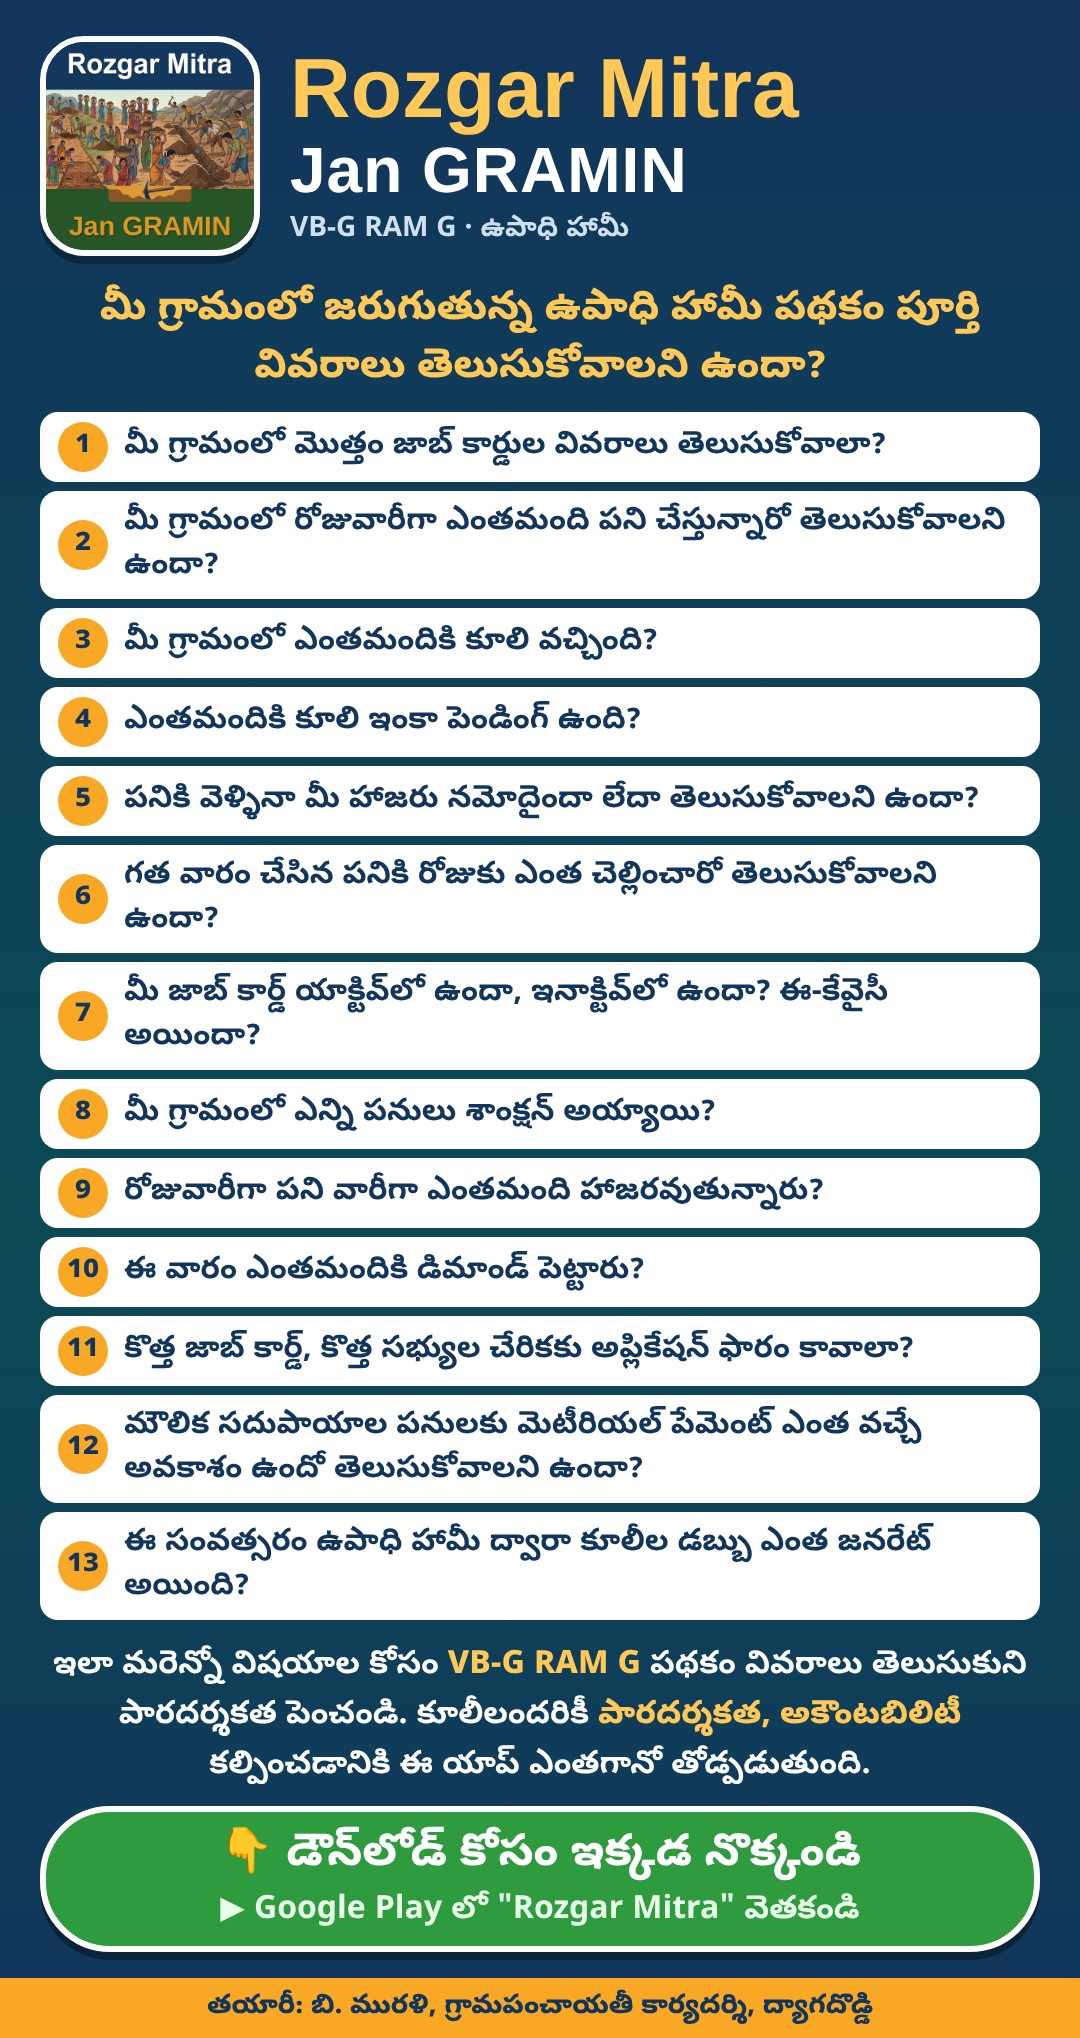 Rozgar Mitra
Jan GRAMIN
Rozgar Mitra
Jan GRAMIN
VB-G RAM G · ఉపాధి హామీ
మీ గ్రామంలో జరుగుతున్న ఉపాధి హామీ పథకం పూర్తి
వివరాలు తెలుసుకోవాలని ఉందా?
1 మీ గ్రామంలో మొత్తం జాబ్ కార్డుల వివరాలు తెలుసుకోవాలా?
2 మీ గ్రామంలో రోజువారీగా ఎంతమంది పని చేస్తున్నారో తెలుసుకోవాలని
ఉందా?
3 మీ గ్రామంలో ఎంతమందికి కూలి వచ్చింది?
4 ఎంతమందికి కూలి ఇంకా పెండింగ్ ఉంది?
5 పనికి వెళ్ళినా మీ హాజరు నమోదైందా లేదా తెలుసుకోవాలని ఉందా?
6 గత వారం చేసిన పనికి రోజుకు ఎంత చెల్లించారో తెలుసుకోవాలని
ఉందా?
7 మీ జాబ్ కార్డ్ యాక్టివ్‌లో ఉందా, ఇనాక్టివ్‌లో ఉందా? ఈ-కేవైసీ
అయిందా?
8 మీ గ్రామంలో ఎన్ని పనులు శాంక్షన్ అయ్యాయి?
9 రోజువారీగా పని వారీగా ఎంతమంది హాజరవుతున్నారు?
10 ఈ వారం ఎంతమందికి డిమాండ్ పెట్టారు?
11 కొత్త జాబ్ కార్డ్, కొత్త సభ్యుల చేరికకు అప్లికేషన్ ఫారం కావాలా?
12 మౌలిక సదుపాయాల పనులకు మెటీరియల్ పేమెంట్ ఎంత వచ్చే
అవకాశం ఉందో తెలుసుకోవాలని ఉందా?
13 ఈ సంవత్సరం ఉపాధి హామీ ద్వారా కూలీల డబ్బు ఎంత జనరేట్
అయింది?
ఇలా మరెన్నో విషయాల కోసం VB-G RAM G పథకం వివరాలు తెలుసుకుని
పారదర్శకత పెంచండి. కూలీలందరికీ పారదర్శకత, అకౌంటబిలిటీ
కల్పించడానికి ఈ యాప్ ఎంతగానో తోడ్పడుతుంది.
👇 డౌన్‌లోడ్ కోసం ఇక్కడ నొక్కండి
▶ Google Play లో "Rozgar Mitra" వెతకండి
తయారీ: బి. మురళి, గ్రామపంచాయతీ కార్యదర్శి, ద్యాగదొడ్డి